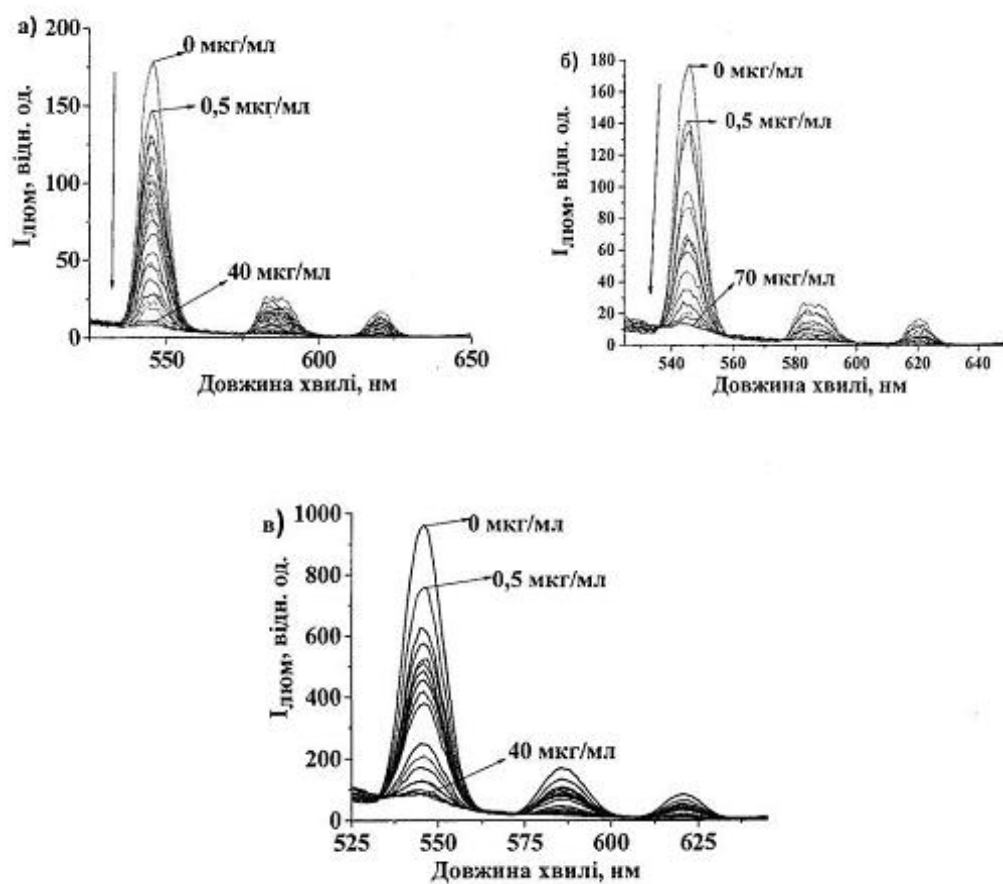 а)
200
150
100
50
0
Iлюм, відн. од.
0 мкг/мл
0,5 мкг/мл
40 мкг/мл
550 600 650
Довжина хвилі, нм
б)
180
160
140
120
100
80
60
40
20
0
Iлюм, відн. од.
0 мкг/мл
0,5 мкг/мл
70 мкг/мл
540 560 580 600 620 640
Довжина хвилі, нм
в)
1000
800
600
400
200
0
Iлюм, відн. од.
0 мкг/мл
0,5 мкг/мл
40 мкг/мл
525 550 575 600 625
Довжина хвилі, нм